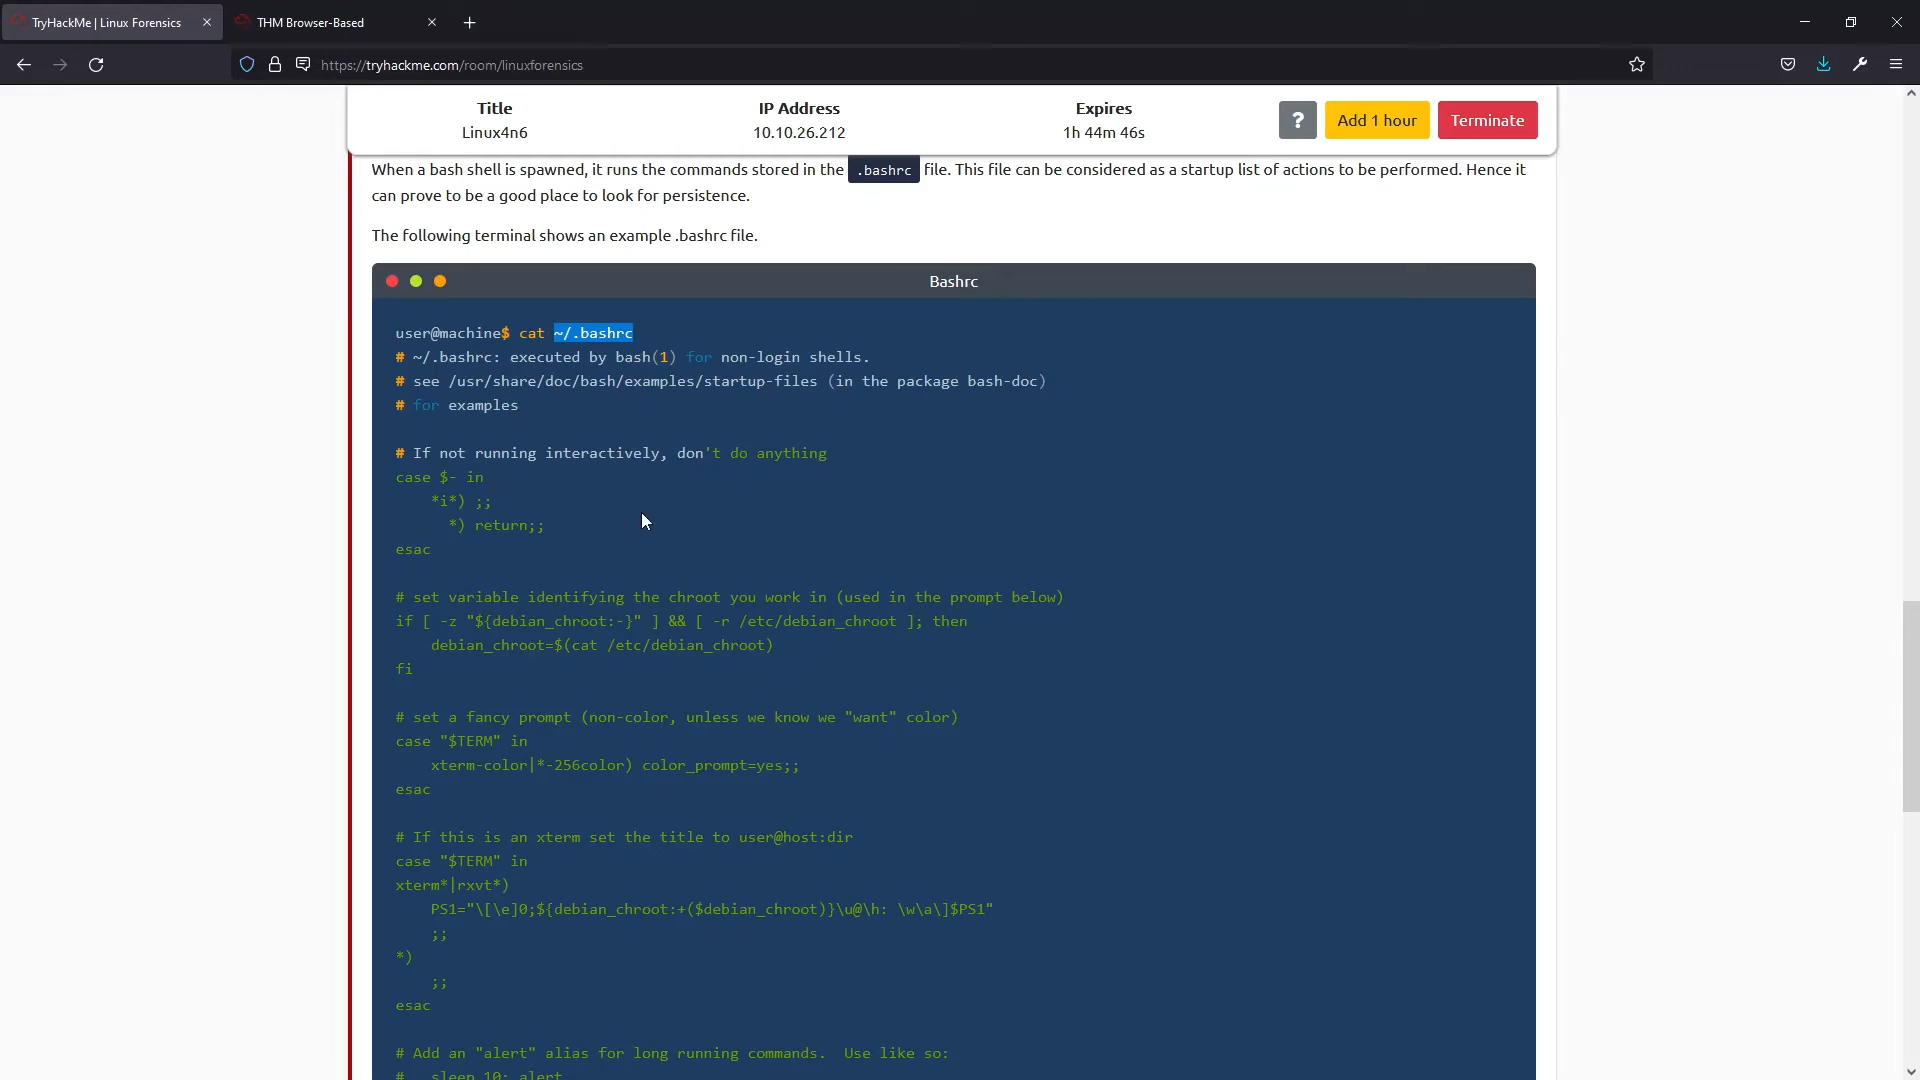 TryHackMe | Linux Forensics
THM Browser-Based
https://tryhackme.com/room/linuxforensics
Title
Linux4n6
IP Address
10.10.26.212
Expires
1h 44m 46s
?
Add 1 hour
Terminate
When a bash shell is spawned, it runs the commands stored in the .bashrc file. This file can be considered as a startup list of actions to be performed. Hence it
can prove to be a good place to look for persistence.
The following terminal shows an example .bashrc file.
Bashrc
user@machine$ cat ~/.bashrc
# ~/.bashrc: executed by bash(1) for non-login shells.
# see /usr/share/doc/bash/examples/startup-files (in the package bash-doc)
# for examples
# If not running interactively, don't do anything
case $- in
*i*) ;;
*) return;;
esac
# set variable identifying the chroot you work in (used in the prompt below)
if [ -z "${debian_chroot:-}" ] && [ -r /etc/debian_chroot ]; then
debian_chroot=$(cat /etc/debian_chroot)
fi
# set a fancy prompt (non-color, unless we know we "want" color)
case "$TERM" in
xterm-color|*-256color) color_prompt=yes;;
esac
# If this is an xterm set the title to user@host:dir
case "$TERM" in
xterm*|rxvt*)
PS1="\[\e]0;${debian_chroot:+($debian_chroot)}\u@\h: \w\a\]$PS1"
;;
*)
;;
esac
# Add an "alert" alias for long running commands.  Use like so:
#   sleep 10; alert